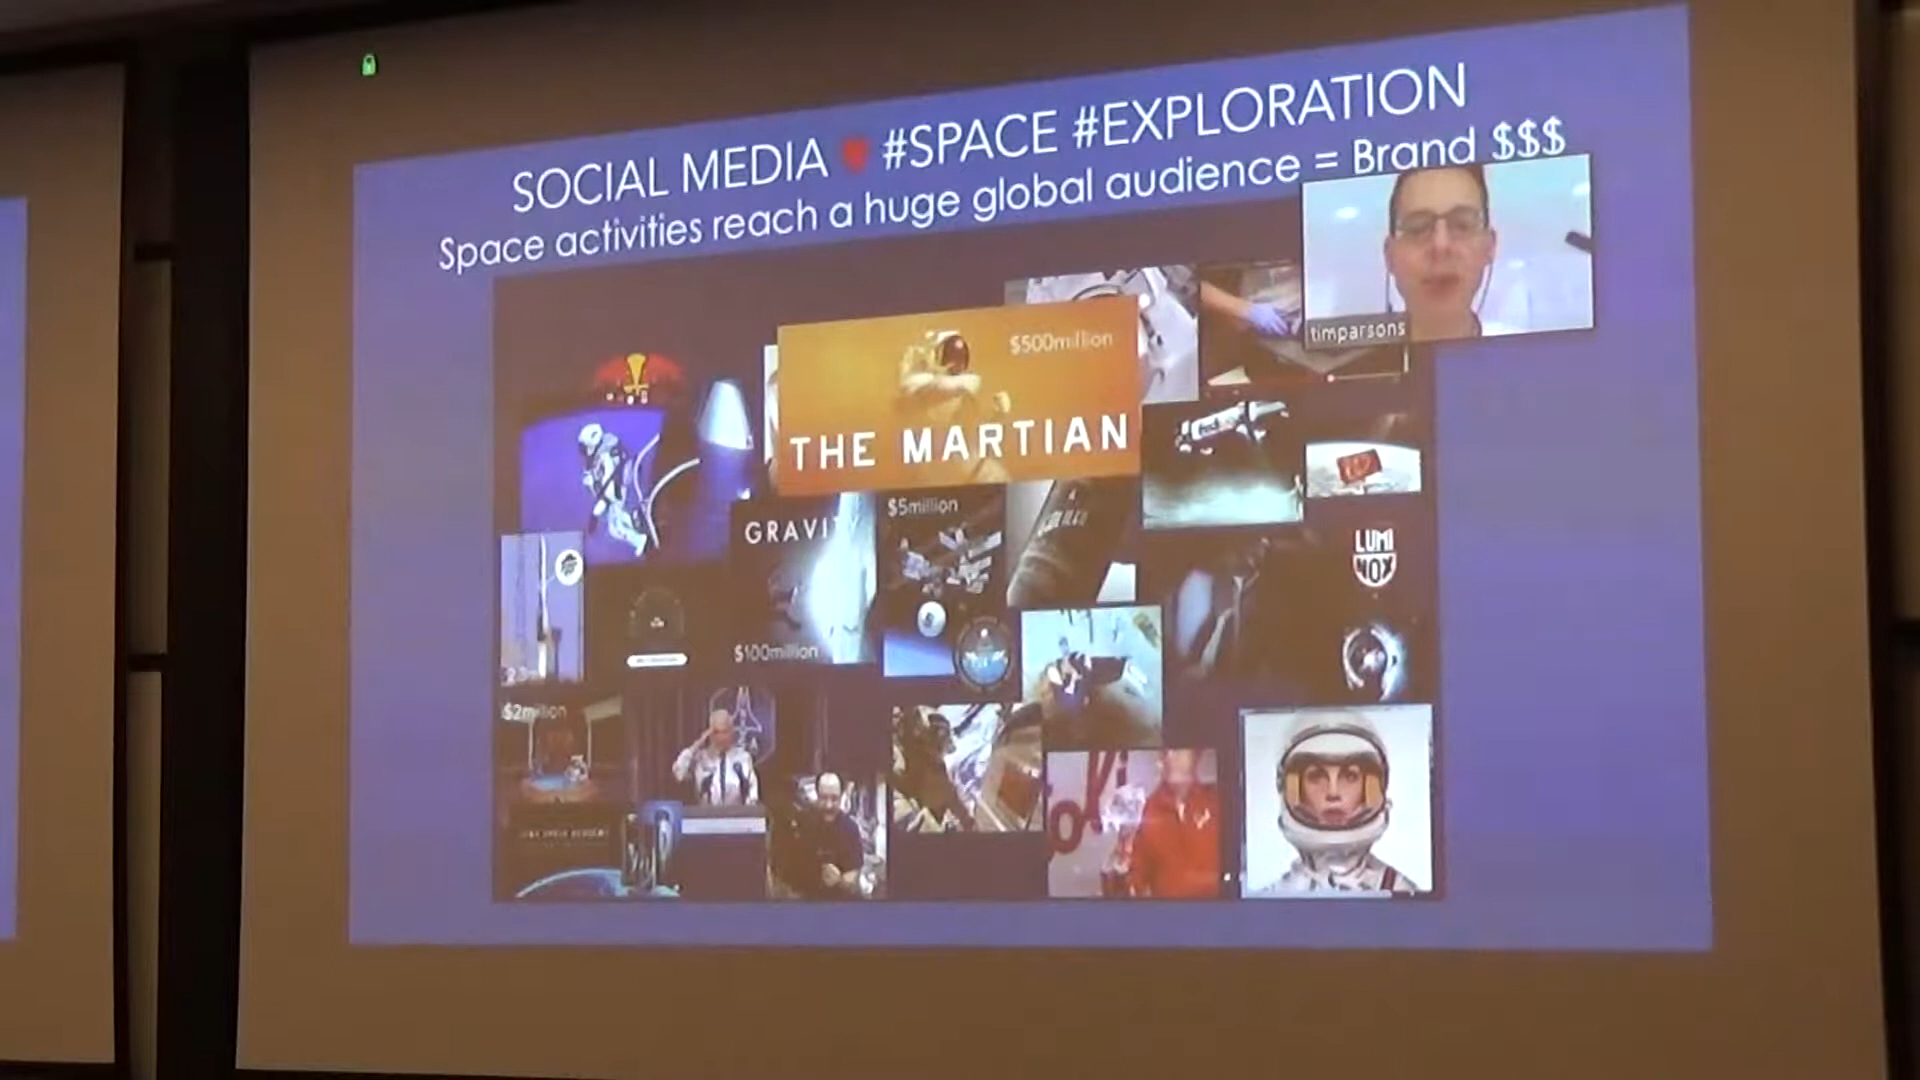 SOCIAL MEDIA ♥ #SPACE #EXPLORATION
Space activities reach a huge global audience = Brand $$$
timparsons
$500million
THE MARTIAN
$5million
GRAVI
LUMI
NOX
$100million
$2million